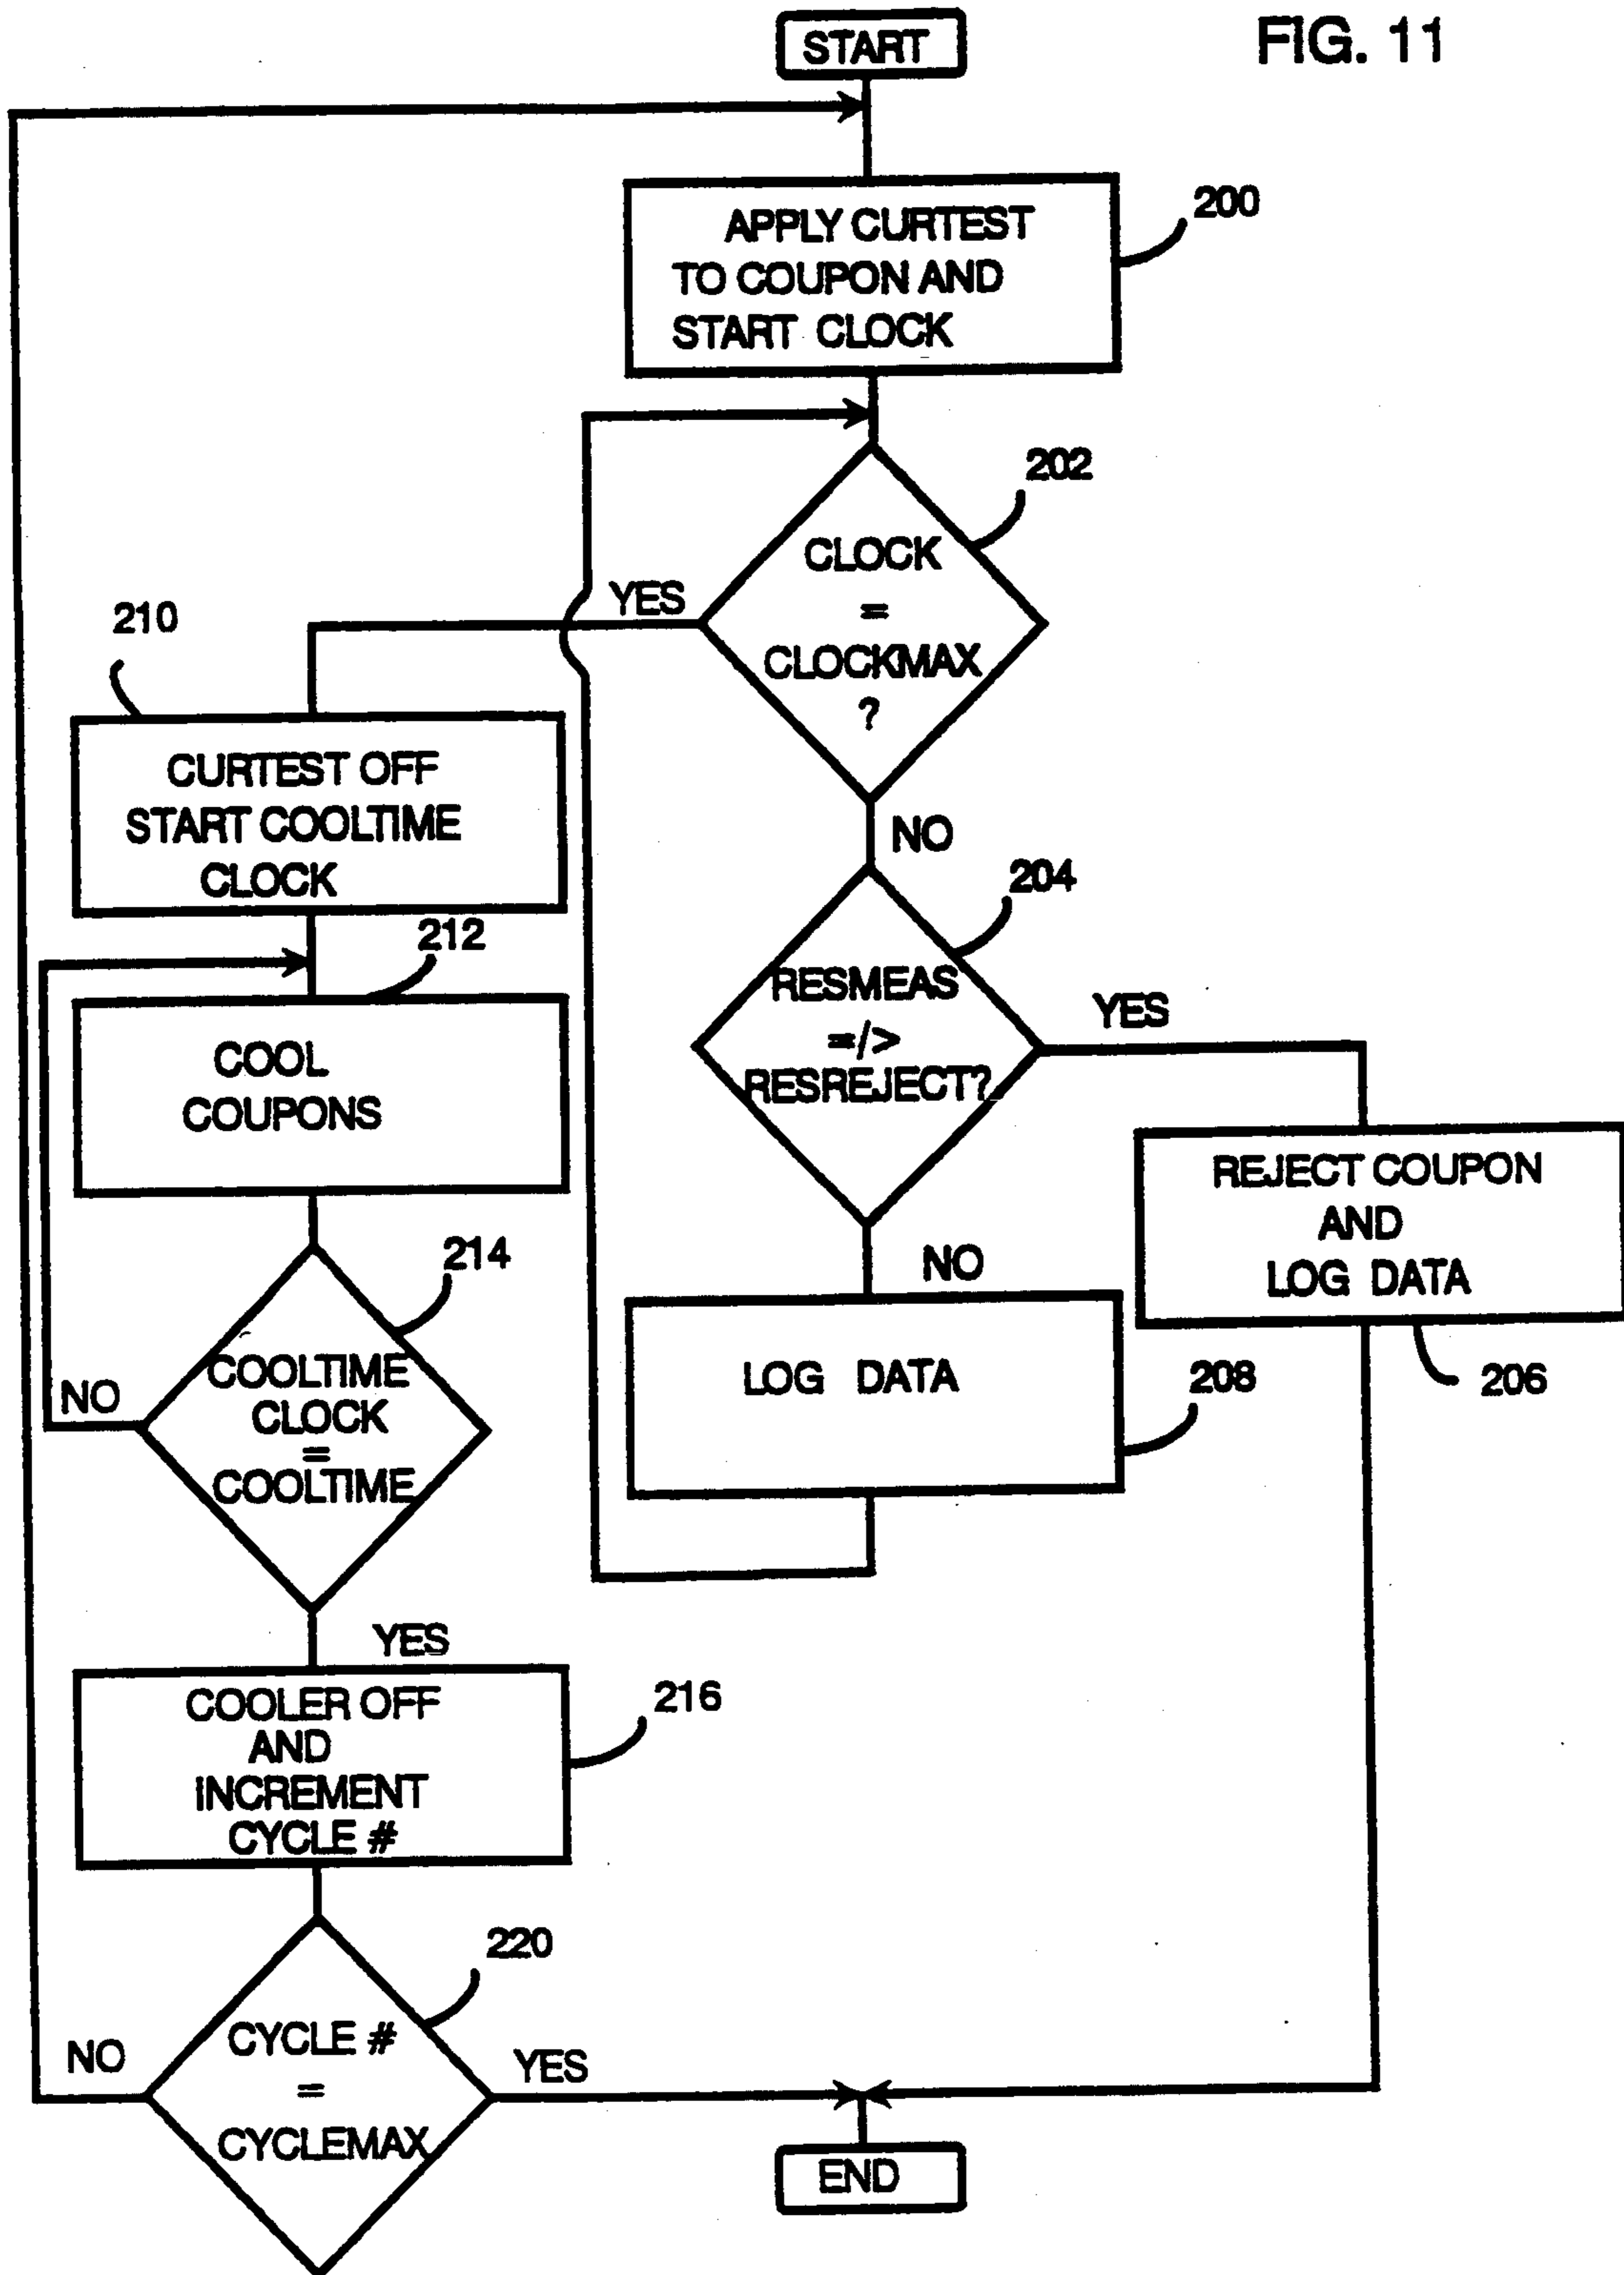 FIG. 11
START
200
APPLY CURTEST
TO COUPON AND
START CLOCK
202
CLOCK
=
CLOCKMAX
?
YES
NO
210
CURTEST OFF
START COOLTIME
CLOCK
204
RESMEAS
=/>
RESREJECT?
YES
NO
212
COOL
COUPONS
REJECT COUPON
AND
LOG DATA
206
214
COOLTIME
CLOCK
=
COOLTIME
NO
YES
LOG DATA
208
216
COOLER OFF
AND
INCREMENT
CYCLE #
220
CYCLE #
=
CYCLEMAX
NO
YES
END